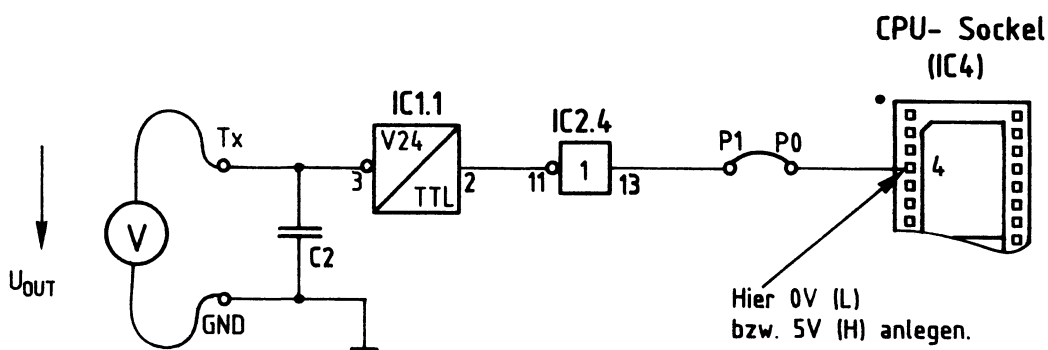 CPU- Sockel
(IC4)
IC1.1
IC2.4
Tx
V24
P1
P0
4
1
3
TTL
2
11
13
V
C2
UOUT
GND
Hier 0V (L)
bzw. 5V (H) anlegen.